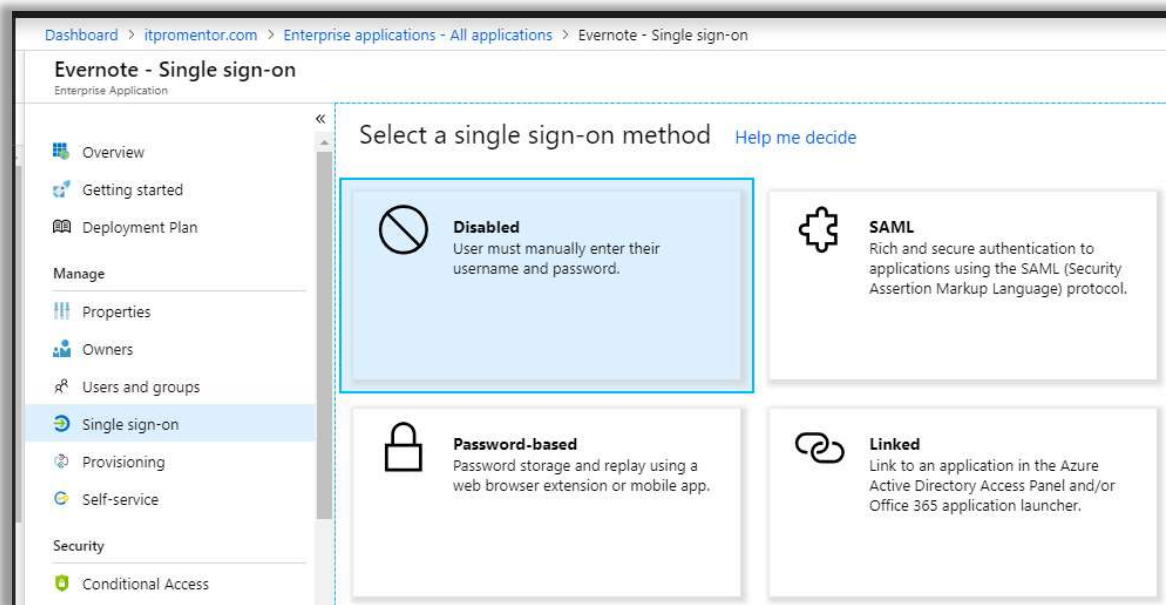 Dashboard > itpromentor.com > Enterprise applications - All applications > Evernote - Single sign-on
Evernote - Single sign-on
Enterprise Application
«
Overview
Getting started
Deployment Plan
Manage
Properties
Owners
Users and groups
Single sign-on
Provisioning
Self-service
Security
Conditional Access
Select a single sign-on method Help me decide
Disabled
User must manually enter their
username and password.
SAML
Rich and secure authentication to
applications using the SAML (Security
Assertion Markup Language) protocol.
Password-based
Password storage and replay using a
web browser extension or mobile app.
Linked
Link to an application in the Azure
Active Directory Access Panel and/or
Office 365 application launcher.